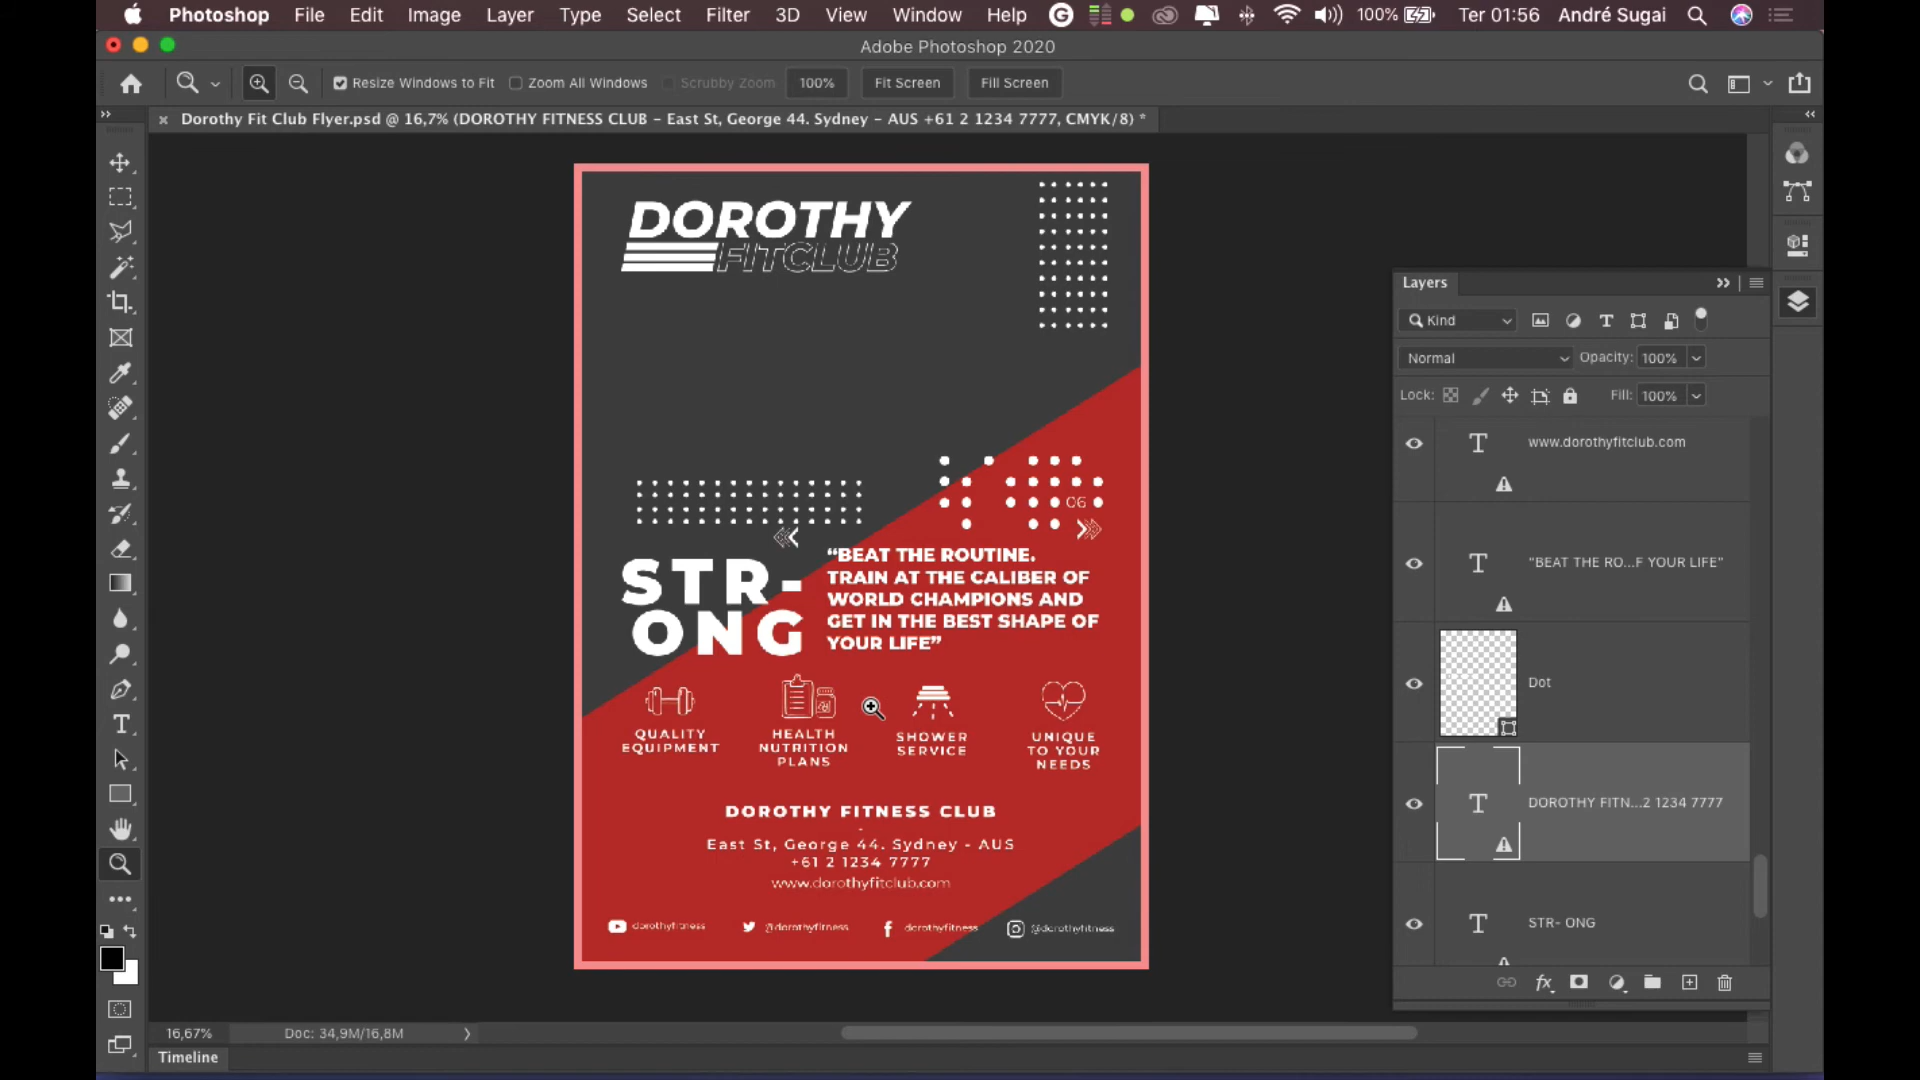 Photoshop File Edit Image Layer Type Select Filter 3D View Window Help 100% Ter 01:56 André Sugai
Adobe Photoshop 2020
Resize Windows to Fit Zoom All Windows Scrubby Zoom 100% Fit Screen Fill Screen
Dorothy Fit Club Flyer.psd @ 16,7% (DOROTHY FITNESS CLUB - East St, George 44. Sydney - AUS +61 2 1234 7777, CMYK/8) *
DOROTHY
FITCLUB
06
STR-
ONG
“BEAT THE ROUTINE.
TRAIN AT THE CALIBER OF
WORLD CHAMPIONS AND
GET IN THE BEST SHAPE OF
YOUR LIFE”
QUALITY
EQUIPMENT
HEALTH
NUTRITION
PLANS
SHOWER
SERVICE
UNIQUE
TO YOUR
NEEDS
DOROTHY FITNESS CLUB
-
East St, George 44. Sydney - AUS
+61 2 1234 7777
www.dorothyfitclub.com
dorothyfitness @dorothyfitness dorothyfitness @dorothyfitness
Layers
Kind
Normal Opacity: 100%
Lock: Fill: 100%
www.dorothyfitclub.com
"BEAT THE RO...F YOUR LIFE"
Dot
DOROTHY FITN...2 1234 7777
STR- ONG
16,67% Doc: 34,9M/16,8M
Timeline